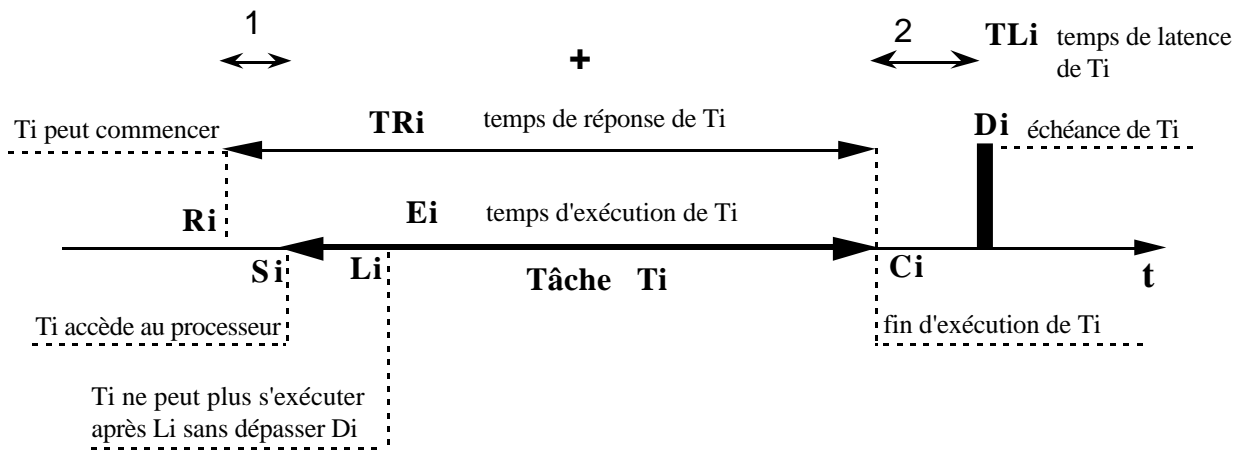 1
+
2
TLi temps de latence
de Ti
Ti peut commencer
TRi temps de réponse de Ti
Di échéance de Ti
Ri
Ei temps d'exécution de Ti
Si
Li
Tâche Ti
Ci
t
Ti accède au processeur
fin d'exécution de Ti
Ti ne peut plus s'exécuter
après Li sans dépasser Di